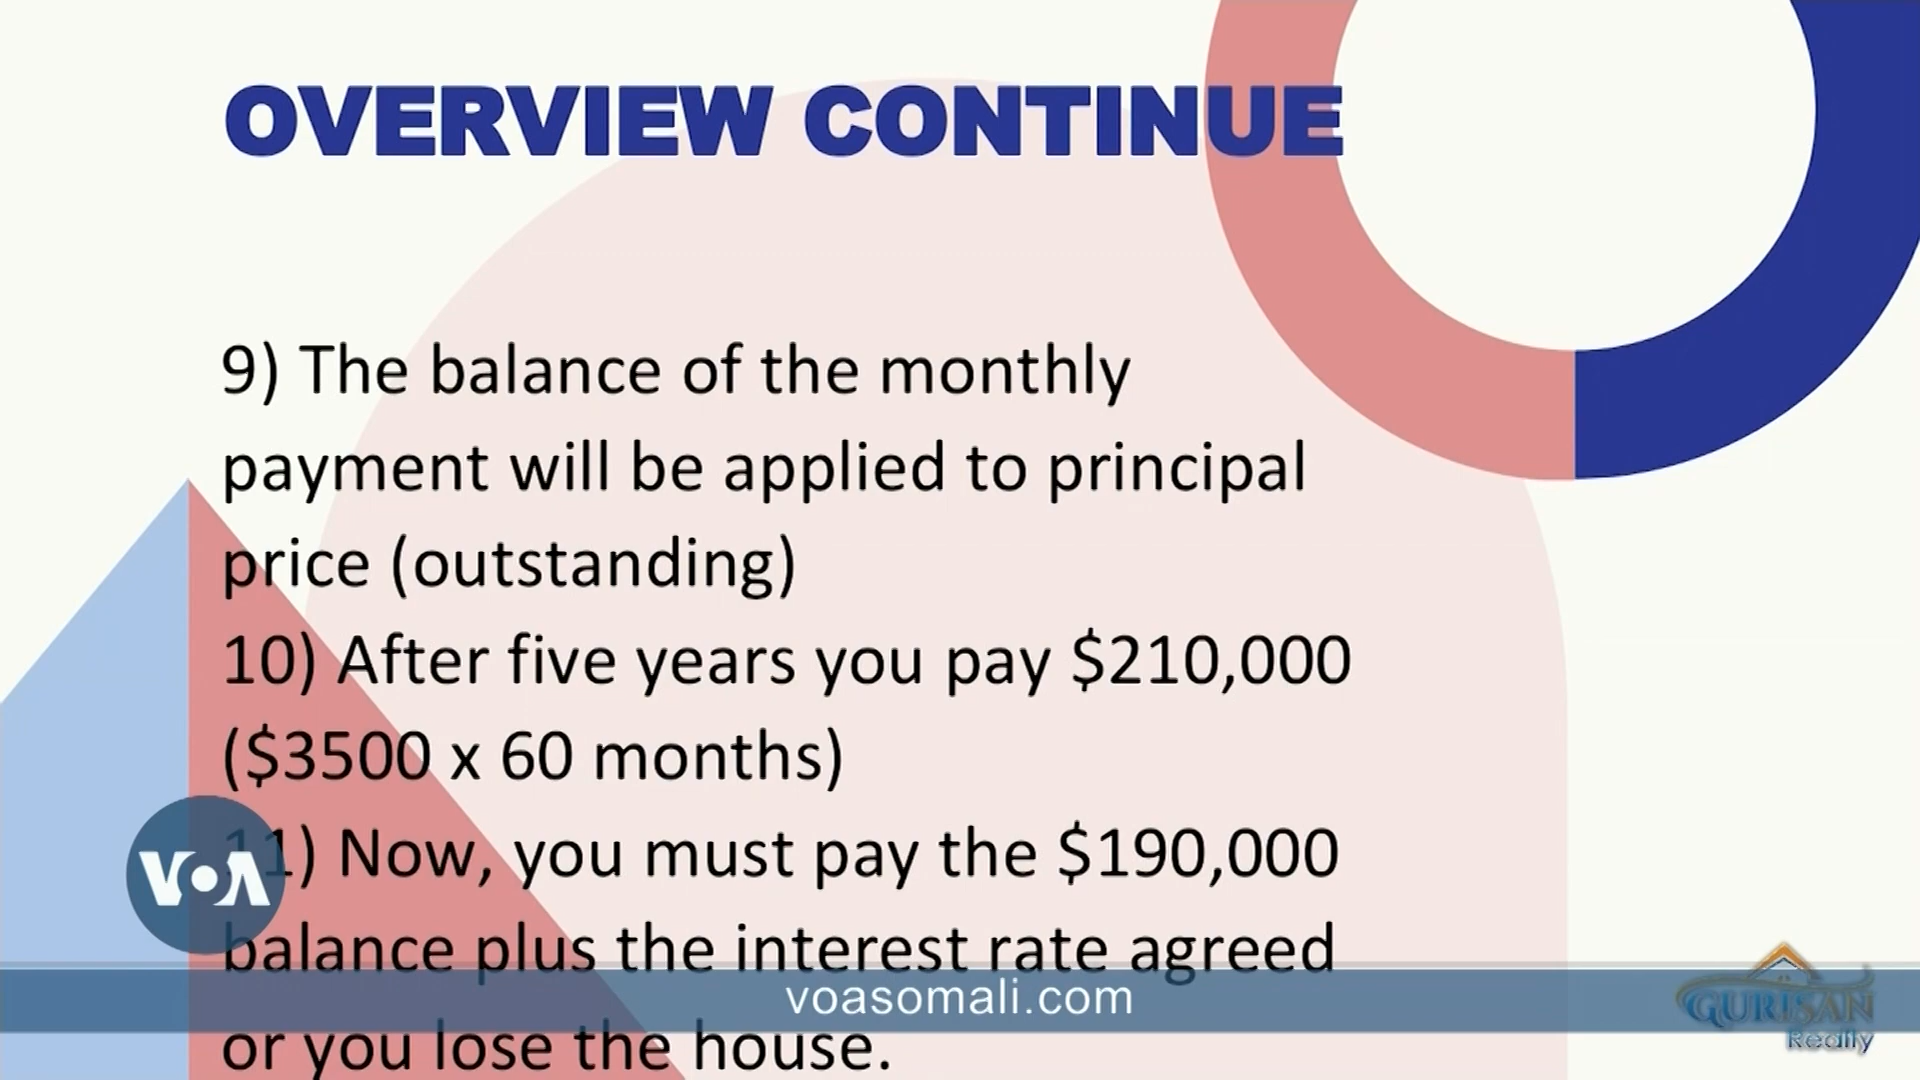 OVERVIEW CONTINUE
9) The balance of the monthly
payment will be applied to principal
price (outstanding)
10) After five years you pay $210,000
($3500 x 60 months)
11) Now, you must pay the $190,000
balance plus the interest rate agreed
or you lose the house.
VOA
voasomali.com
GURISAN
Realty